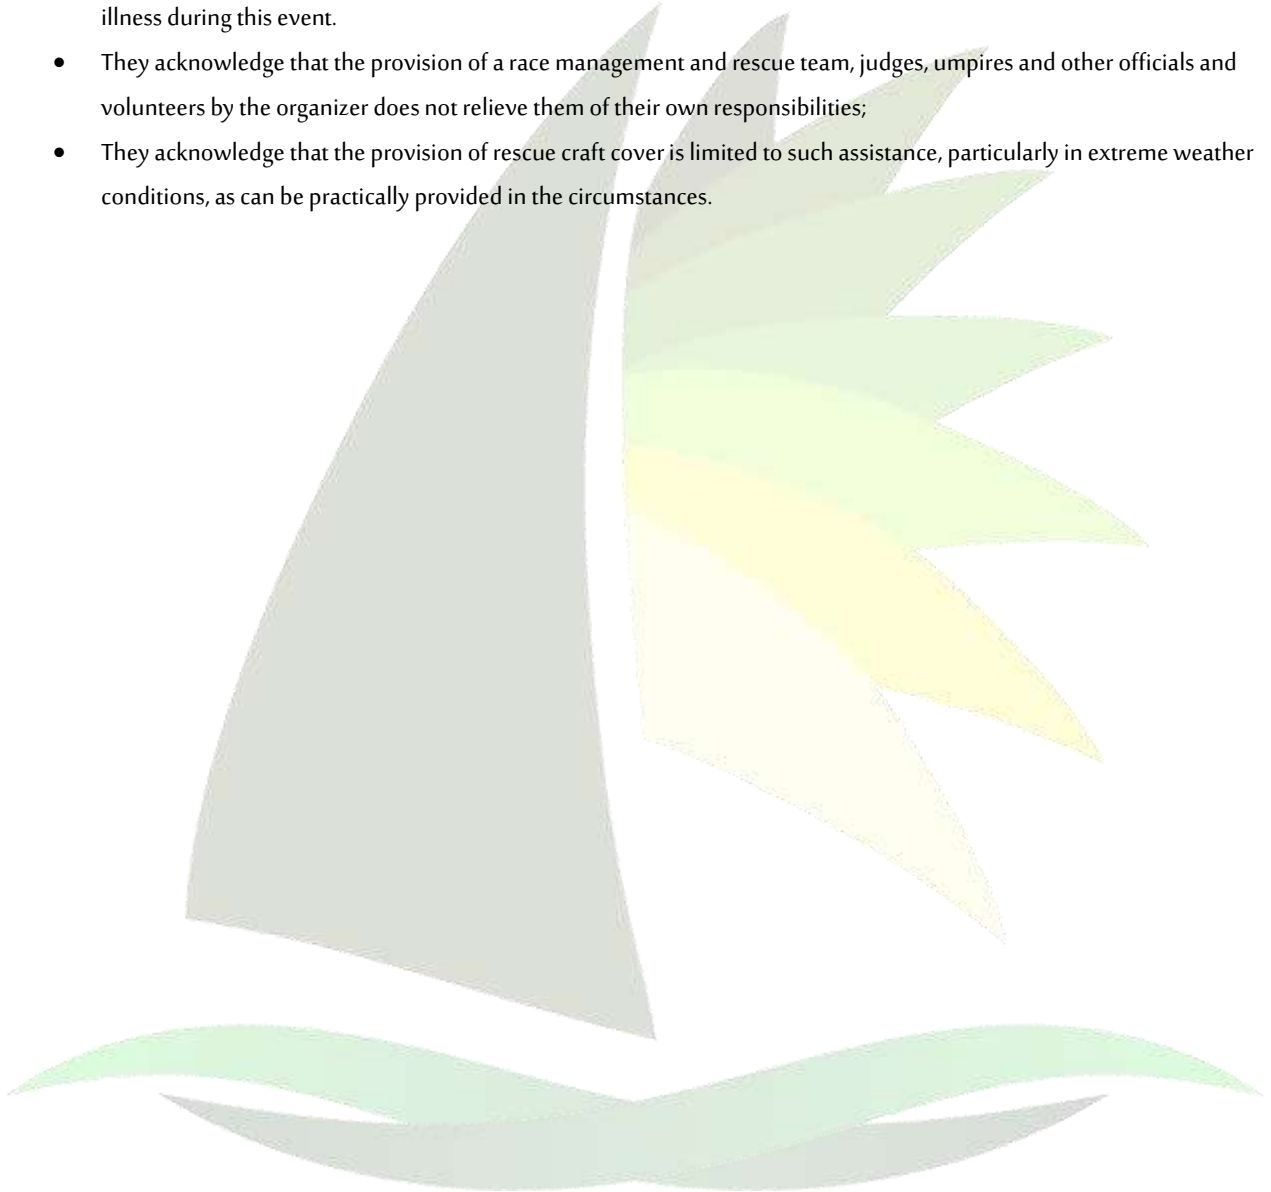 illness during this event.
• They acknowledge that the provision of a race management and rescue team, judges, umpires and other officials and
volunteers by the organizer does not relieve them of their own responsibilities;
• They acknowledge that the provision of rescue craft cover is limited to such assistance, particularly in extreme weather
conditions, as can be practically provided in the circumstances.